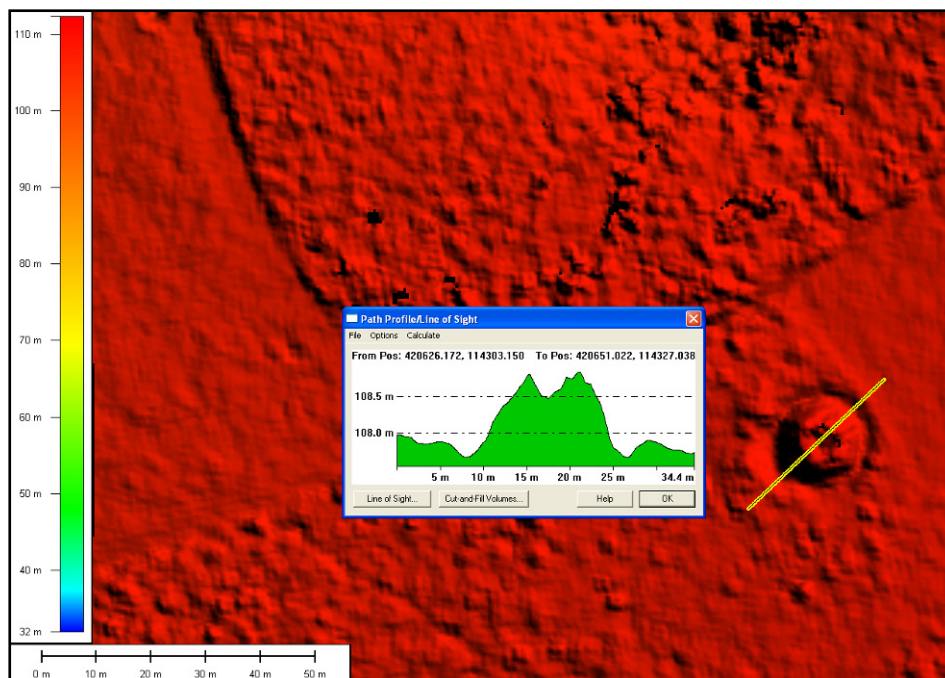 110 m
100 m
90 m
80 m
70 m
60 m
50 m
40 m
32 m
Path Profile/Line of Sight
File Options Calculate
From Pos: 420626.172, 114303.150 To Pos: 420651.022, 114327.038
108.5 m
108.0 m
5 m 10 m 15 m 20 m 25 m 34.4 m
Line of Sight... Cut-and-Fill Volumes... Help OK
0 m 10 m 20 m 30 m 40 m 50 m